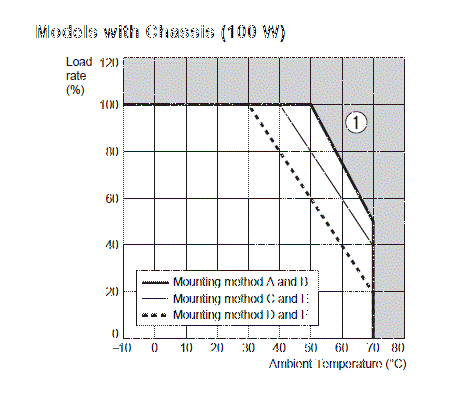 Models with Chassis (100 W)
Load rate (%)
120
100
80
60
40
20
0
①
Mounting method A and B
Mounting method C and E
Mounting method D and F
-10 0 10 20 30 40 50 60 70 80
Ambient Temperature (°C)